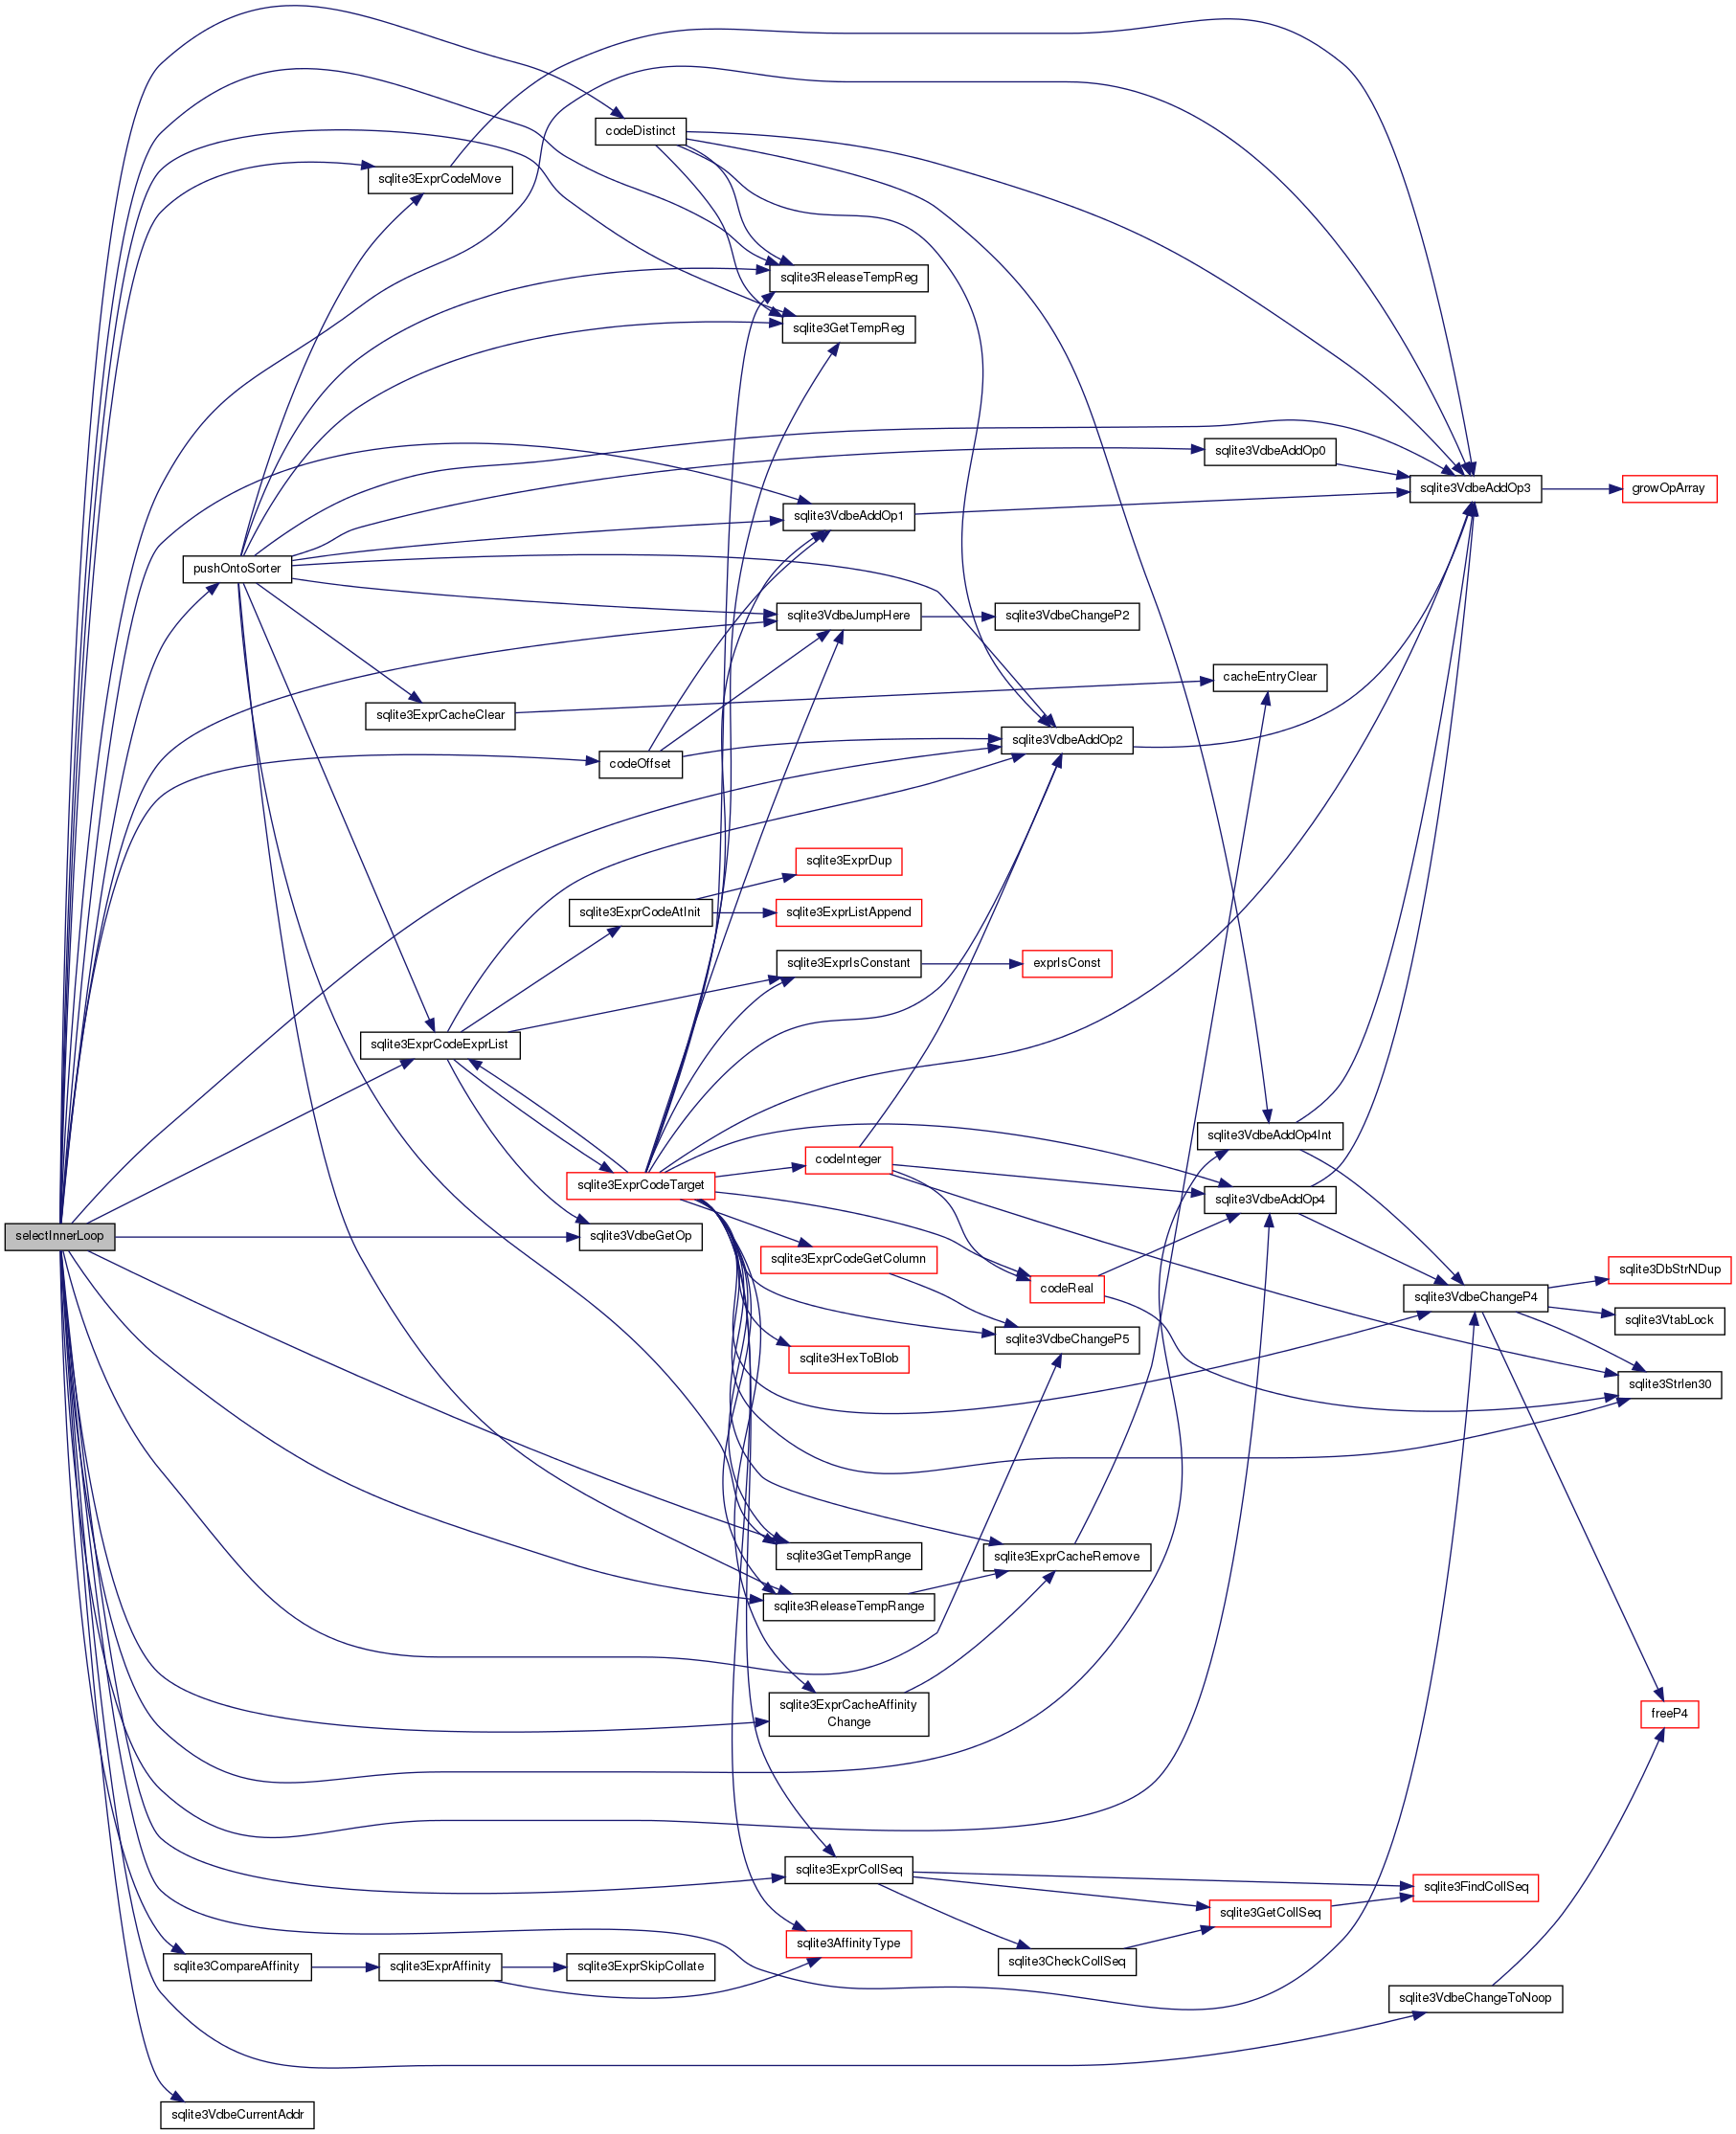 codeDistinct
sqlite3ExprCodeMove
sqlite3ReleaseTempReg
sqlite3GetTempReg
sqlite3VdbeAddOp0
sqlite3VdbeAddOp3
growOpArray
sqlite3VdbeAddOp1
pushOntoSorter
sqlite3VdbeJumpHere
sqlite3VdbeChangeP2
cacheEntryClear
sqlite3ExprCacheClear
sqlite3VdbeAddOp2
codeOffset
sqlite3ExprDup
sqlite3ExprCodeAtInit
sqlite3ExprListAppend
sqlite3ExprIsConstant
exprIsConst
sqlite3ExprCodeExprList
sqlite3VdbeAddOp4Int
codeInteger
sqlite3ExprCodeTarget
sqlite3VdbeAddOp4
selectInnerLoop
sqlite3VdbeGetOp
sqlite3ExprCodeGetColumn
sqlite3DbStrNDup
codeReal
sqlite3VdbeChangeP4
sqlite3VtabLock
sqlite3VdbeChangeP5
sqlite3HexToBlob
sqlite3Strlen30
sqlite3GetTempRange
sqlite3ExprCacheRemove
sqlite3ReleaseTempRange
sqlite3ExprCacheAffinity
Change
freeP4
sqlite3ExprCollSeq
sqlite3FindCollSeq
sqlite3GetCollSeq
sqlite3AffinityType
sqlite3CheckCollSeq
sqlite3CompareAffinity
sqlite3ExprAffinity
sqlite3ExprSkipCollate
sqlite3VdbeChangeToNoop
sqlite3VdbeCurrentAddr